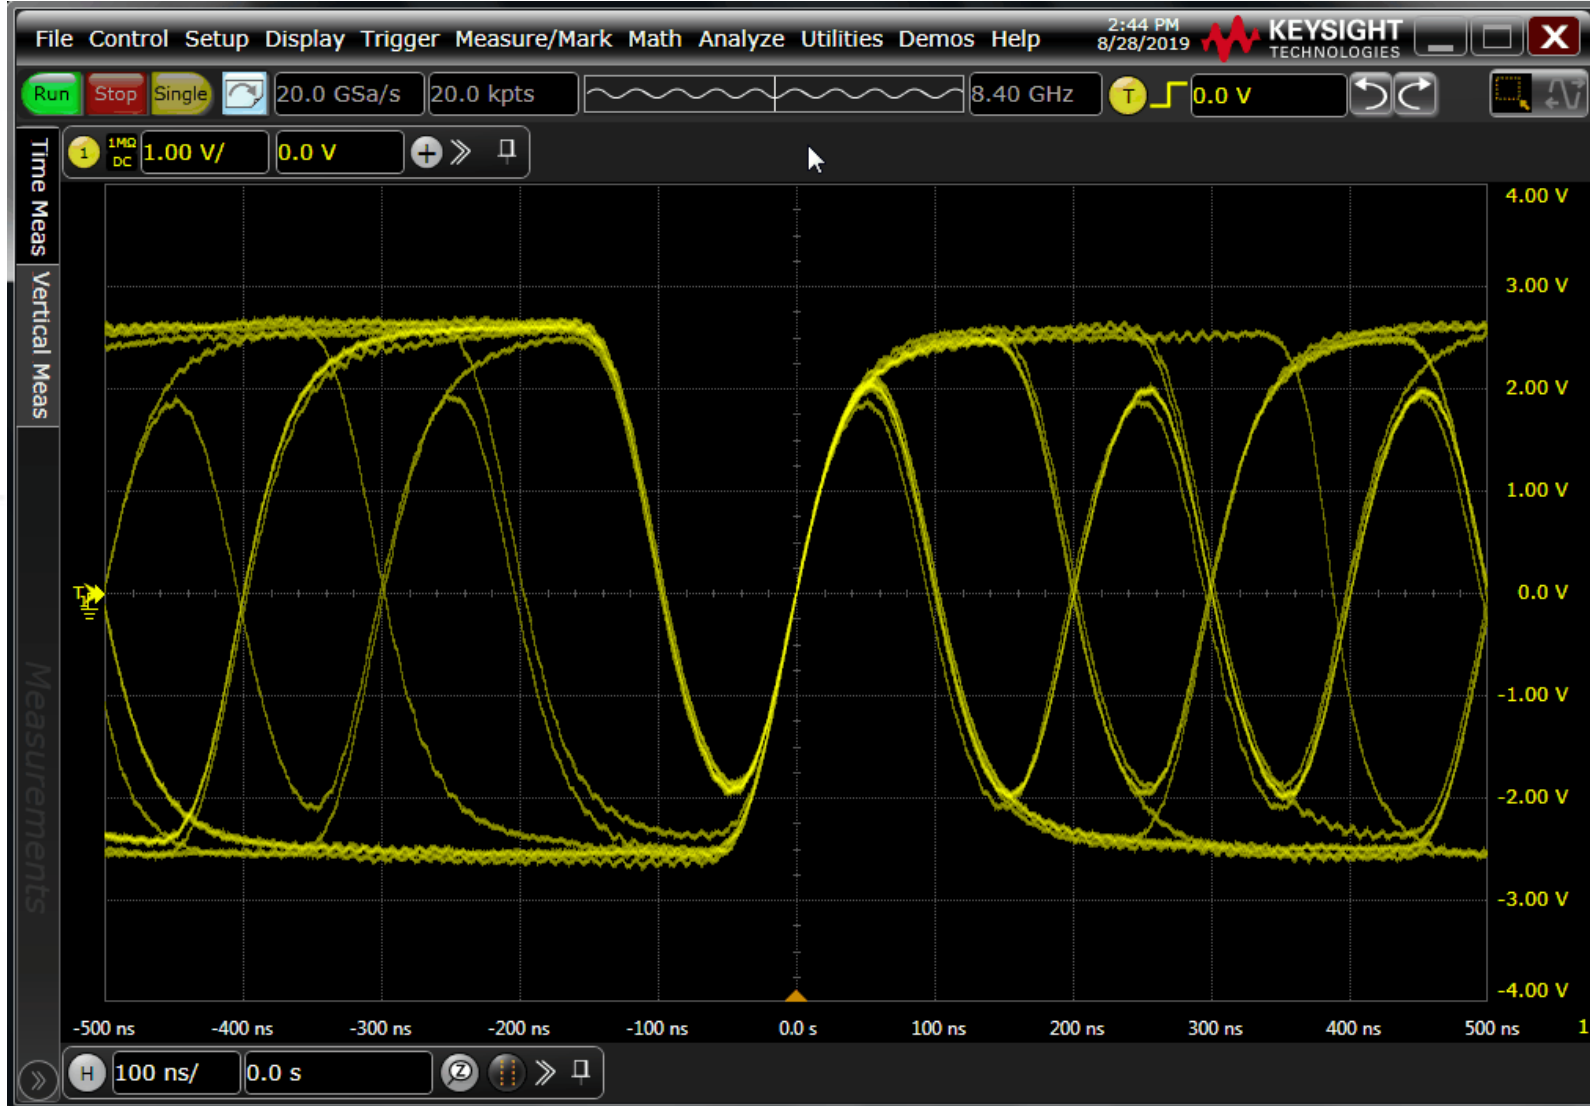 File Control Setup Display Trigger Measure/Mark Math Analyze Utilities Demos Help
2:44 PM
8/28/2019
KEYSIGHT
TECHNOLOGIES
X
Run Stop Single 20.0 GSa/s 20.0 kpts 8.40 GHz T 0.0 V
1 1MΩ DC 1.00 V/ 0.0 V
Time Meas
Vertical Meas
Measurements
4.00 V
3.00 V
2.00 V
1.00 V
T
0.0 V
-1.00 V
-2.00 V
-3.00 V
-4.00 V
-500 ns -400 ns -300 ns -200 ns -100 ns 0.0 s 100 ns 200 ns 300 ns 400 ns 500 ns 1
H 100 ns/ 0.0 s Z